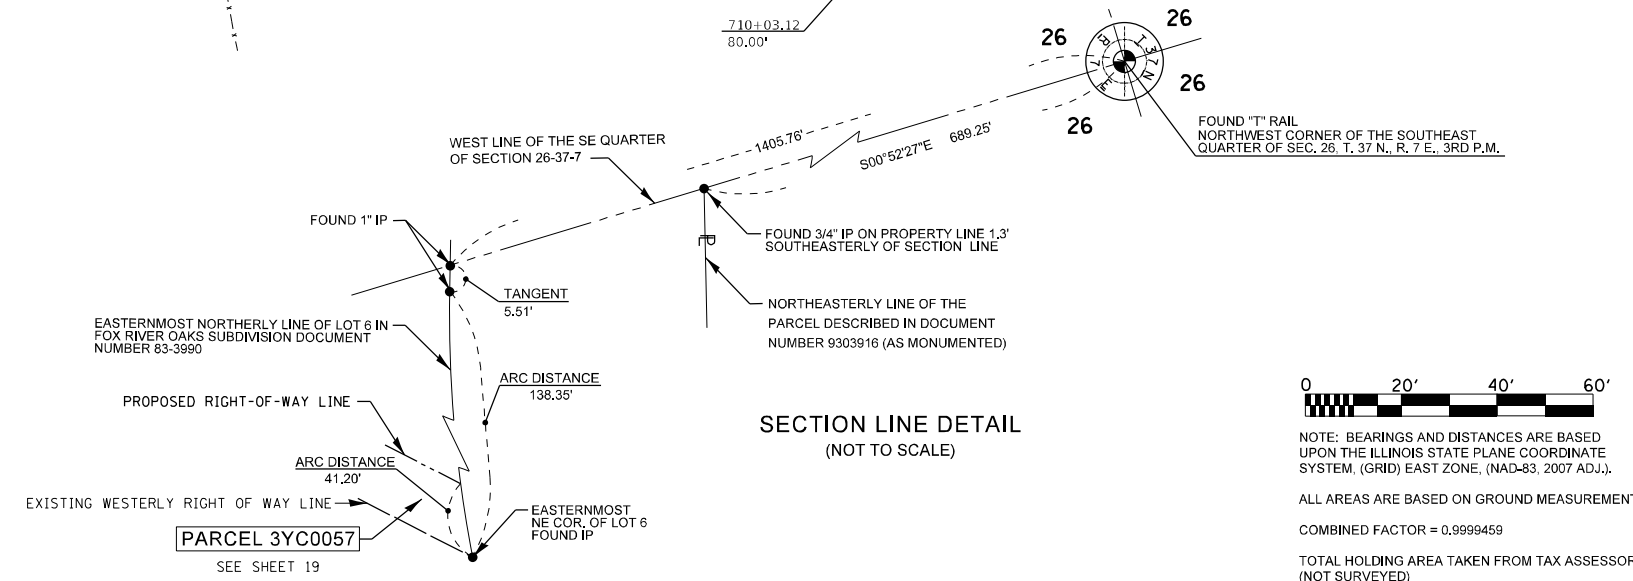 710+03.12
80.00'
26
26
26
26
T 37 N
R 7 E
FOUND "T" RAIL
NORTHWEST CORNER OF THE SOUTHEAST
QUARTER OF SEC. 26, T. 37 N., R. 7 E., 3RD P.M.
WEST LINE OF THE SE QUARTER
OF SECTION 26-37-7
1405.76'
S00°52'27"E 689.25'
FOUND 1" IP
FOUND 3/4" IP ON PROPERTY LINE 1.3'
SOUTHEASTERLY OF SECTION LINE
PL
TANGENT
5.51'
NORTHEASTERLY LINE OF THE
PARCEL DESCRIBED IN DOCUMENT
NUMBER 9303916 (AS MONUMENTED)
EASTERNMOST NORTHERLY LINE OF LOT 6 IN
FOX RIVER OAKS SUBDIVISION DOCUMENT
NUMBER 83-3990
ARC DISTANCE
138.35'
PROPOSED RIGHT-OF-WAY LINE
ARC DISTANCE
41.20'
EXISTING WESTERLY RIGHT OF WAY LINE
PARCEL 3YC0057
SEE SHEET 19
EASTERNMOST
NE COR. OF LOT 6
FOUND IP
SECTION LINE DETAIL
(NOT TO SCALE)
0 20' 40' 60'
NOTE: BEARINGS AND DISTANCES ARE BASED
UPON THE ILLINOIS STATE PLANE COORDINATE
SYSTEM, (GRID) EAST ZONE, (NAD-83, 2007 ADJ.).
ALL AREAS ARE BASED ON GROUND MEASUREMENT
COMBINED FACTOR = 0.9999459
TOTAL HOLDING AREA TAKEN FROM TAX ASSESSOR
(NOT SURVEYED)